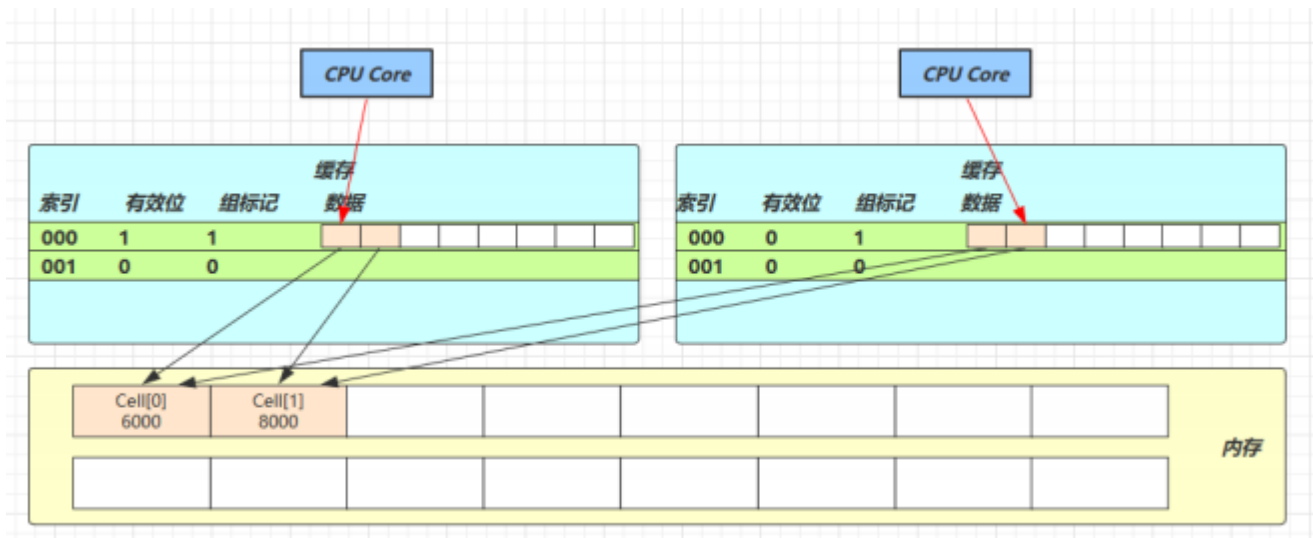 CPU Core
CPU Core
缓存
索引 有效位 组标记 数据
000 1 1
001 0 0
缓存
索引 有效位 组标记 数据
000 0 1
001 0 0
Cell[0]
6000
Cell[1]
8000
内存